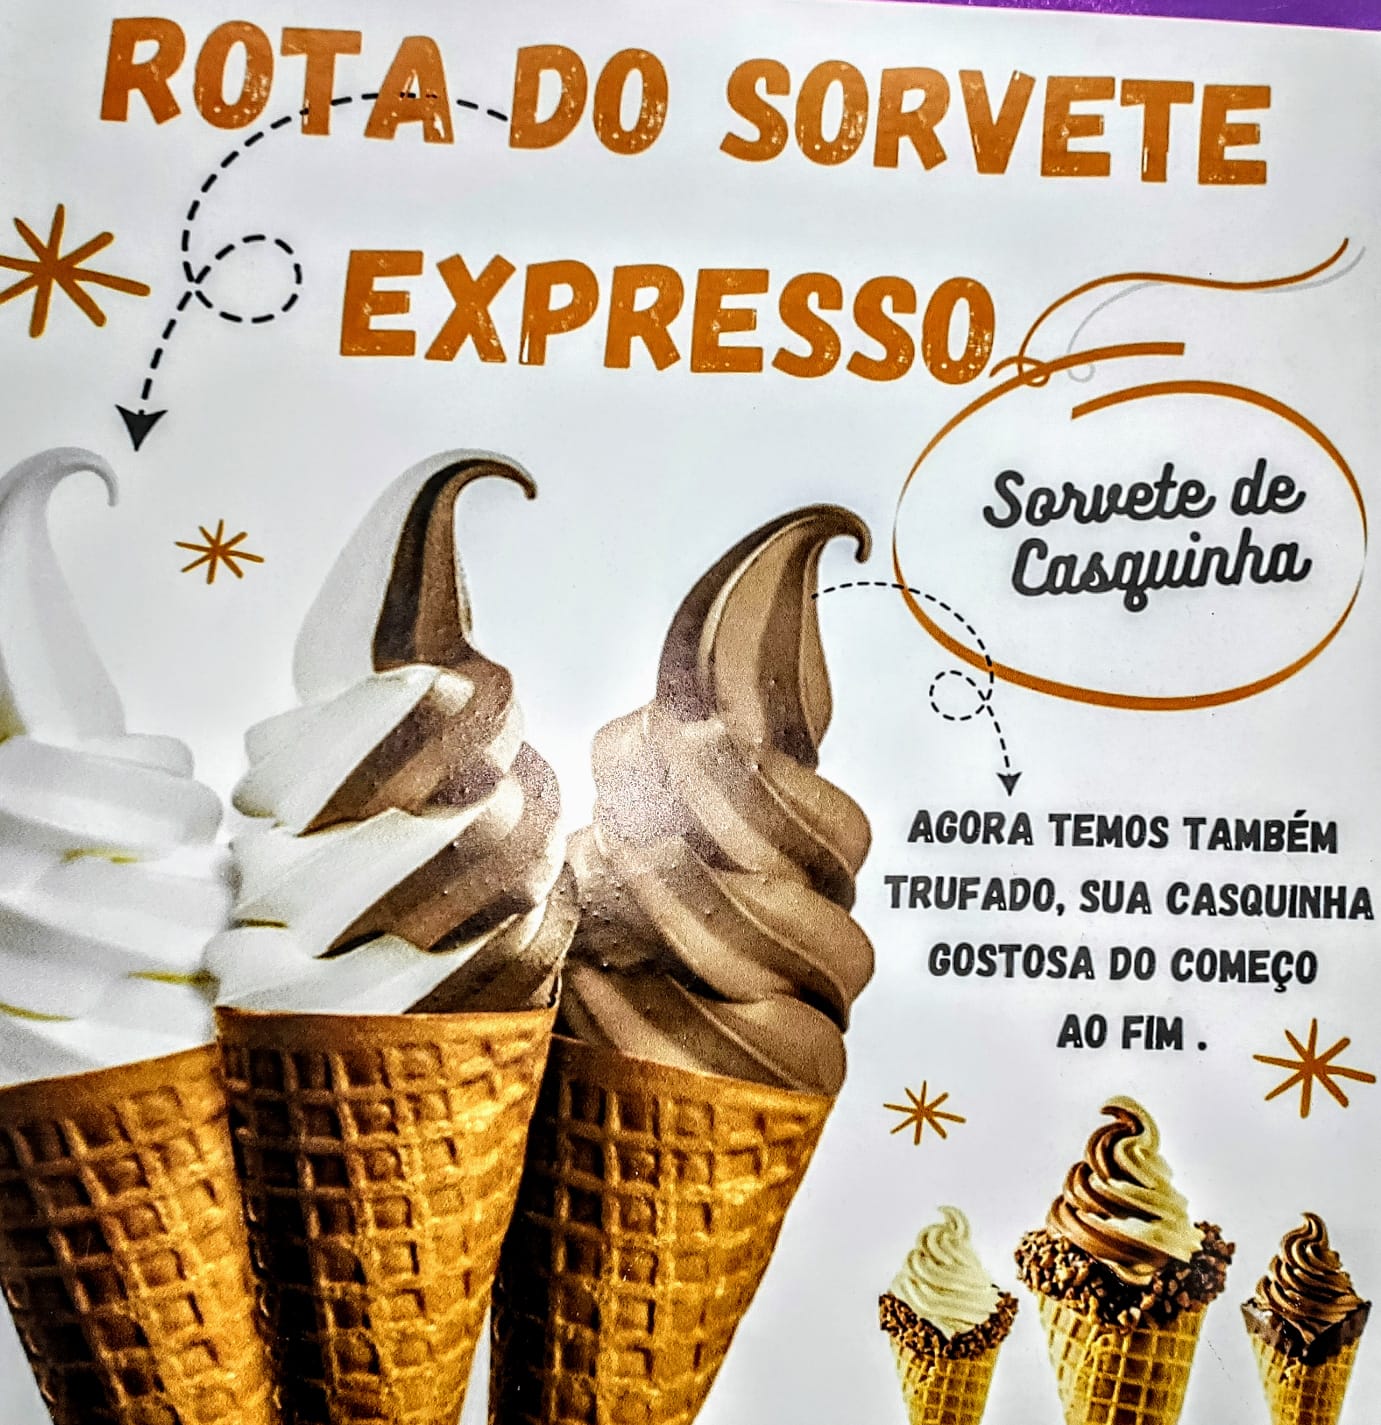 ROTA DO SORVETE
EXPRESSO
Sorvete de
Casquinha
AGORA TEMOS TAMBÉM
TRUFADO, SUA CASQUINHA
GOSTOSA DO COMEÇO
AO FIM .